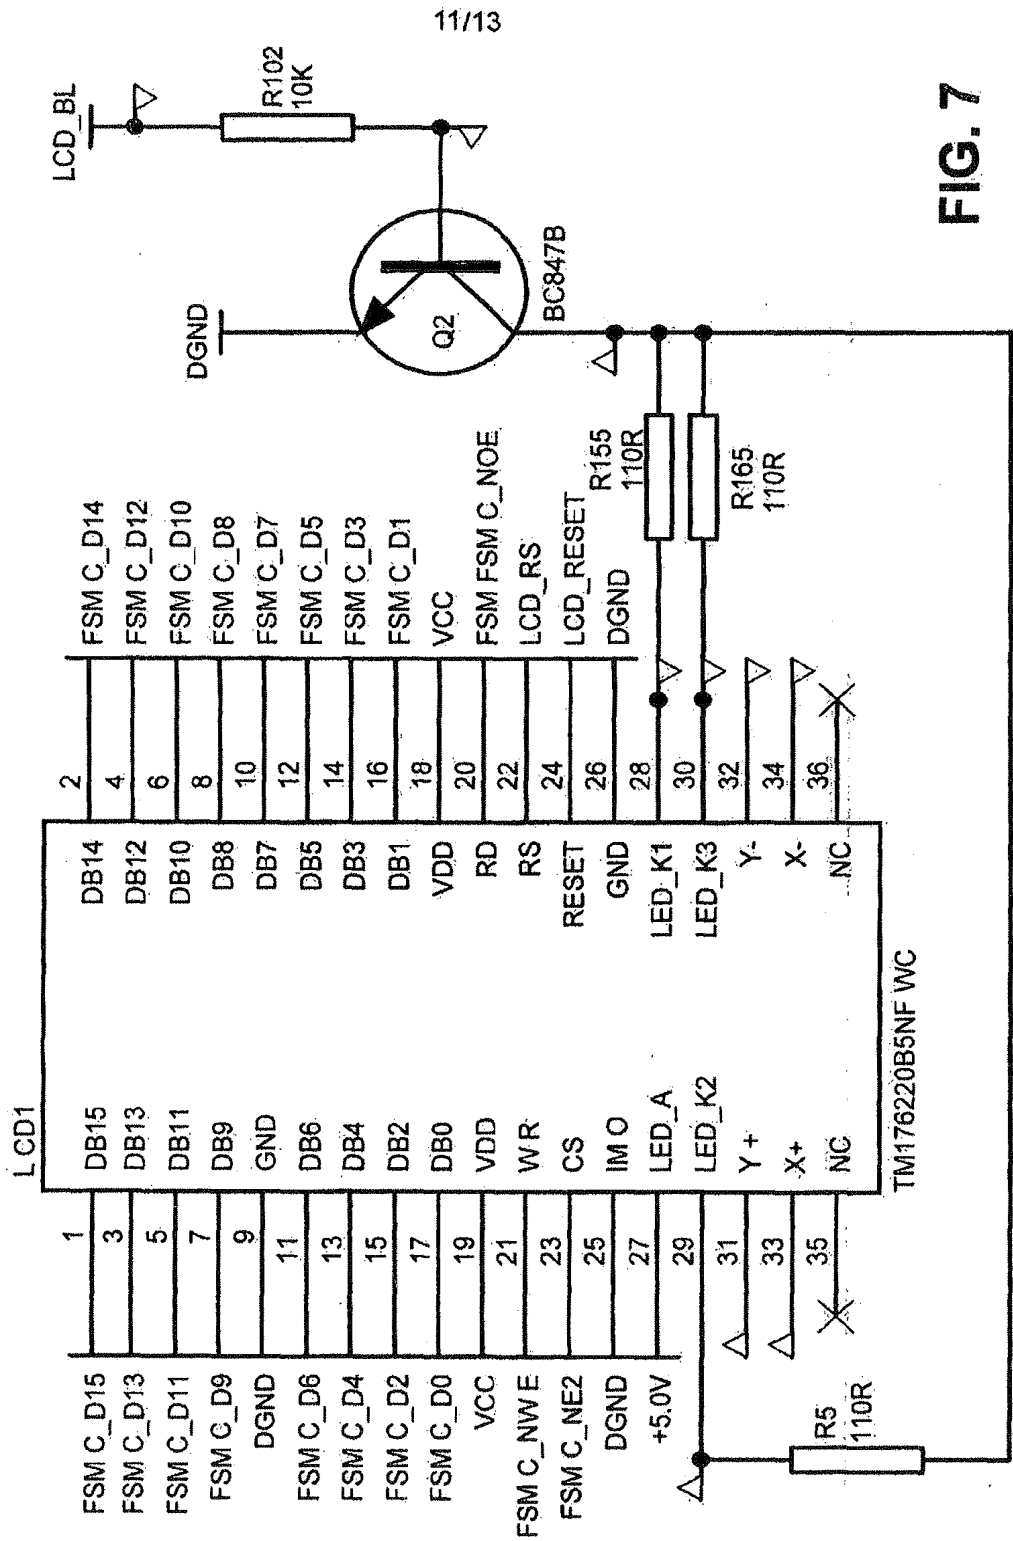 11/13
LCD_BL
R102
10K
DGND
Q2
BC847B
FSM C_D14
FSM C_D12
FSM C_D10
FSM C_D8
FSM C_D7
FSM C_D5
FSM C_D3
FSM C_D1
VCC
FSM FSM C_NOE
LCD_RS
LCD_RESET
DGND
R155
110R
R165
110R
2
4
6
8
10
12
14
16
18
20
22
24
26
28
30
32
34
36
LCD1
DB14
DB12
DB10
DB8
DB7
DB5
DB3
DB1
VDD
RD
RS
RESET
GND
LED_K1
LED_K3
Y-
X-
NC
DB15
DB13
DB11
DB9
GND
DB6
DB4
DB2
DB0
VDD
W R
CS
IM O
LED_A
LED_K2
Y +
X+
NC
TM176220B5NF WC
1
3
5
7
9
11
13
15
17
19
21
23
25
27
29
31
33
35
FSM C_D15
FSM C_D13
FSM C_D11
FSM C_D9
DGND
FSM C_D6
FSM C_D4
FSM C_D2
FSM C_D0
VCC
FSM C_NW E
FSM C_NE2
DGND
+5.0V
R5
110R
FIG. 7